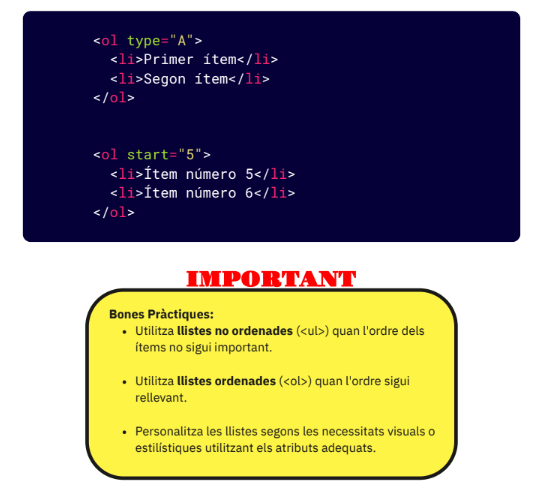 <ol type="A">
<li>Primer ítem</li>
<li>Segon ítem</li>
</ol>
<ol start="5">
<li>Ítem número 5</li>
<li>Ítem número 6</li>
</ol>
IMPORTANT
Bones Pràctiques:
• Utilitza llistes no ordenades (<ul>) quan l'ordre dels
ítems no sigui important.
• Utilitza llistes ordenades (<ol>) quan l'ordre sigui
rellevant.
• Personalitza les llistes segons les necessitats visuals o
estilístiques utilitzant els atributs adequats.